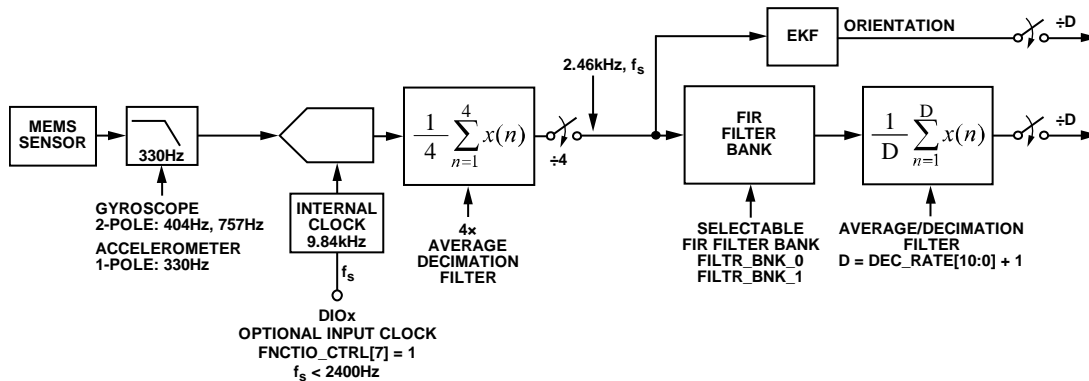 MEMS
SENSOR
330Hz
GYROSCOPE
2-POLE: 404Hz, 757Hz
ACCELEROMETER
1-POLE: 330Hz
INTERNAL
CLOCK
9.84kHz
fs
DIOx
OPTIONAL INPUT CLOCK
FNCTIO_CTRL[7] = 1
fs < 2400Hz
1/4 4∑n=1 x(n)
4×
AVERAGE
DECIMATION
FILTER
÷4
2.46kHz, fs
EKF
ORIENTATION
÷D
FIR
FILTER
BANK
SELECTABLE
FIR FILTER BANK
FILTR_BNK_0
FILTR_BNK_1
1/D D∑n=1 x(n)
÷D
AVERAGE/DECIMATION
FILTER
D = DEC_RATE[10:0] + 1